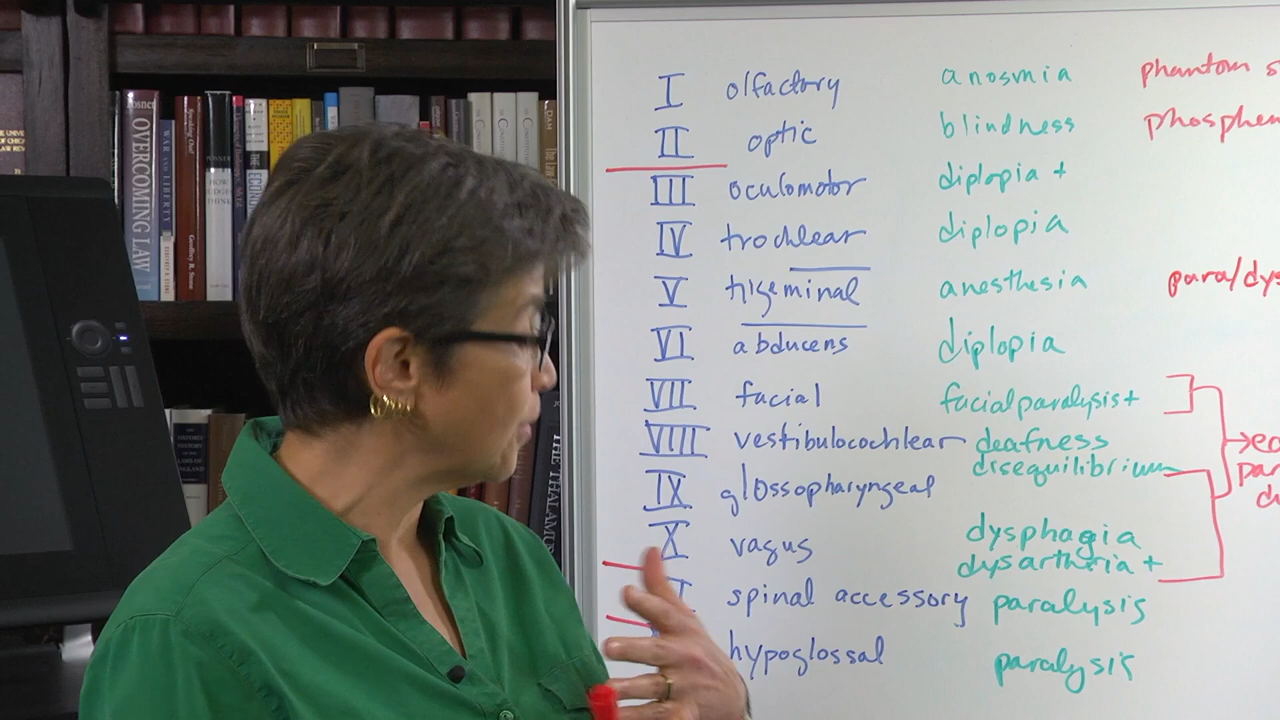 I olfactory anosmia phantom s
II optic blindness phosphen
III oculomotor diplopia +
IV trochlear diplopia
V trigeminal anesthesia para/dys
VI abducens diplopia
VII facial facial paralysis+
VIII vestibulocochlear deafness
disequilibrium
IX glossopharyngeal
X vagus dysphagia
dysartheria +
spinal accessory paralysis
hypoglossal paralysis
OVERCOMING LAW
WAR AND LIBERTY
THE THALAMUS